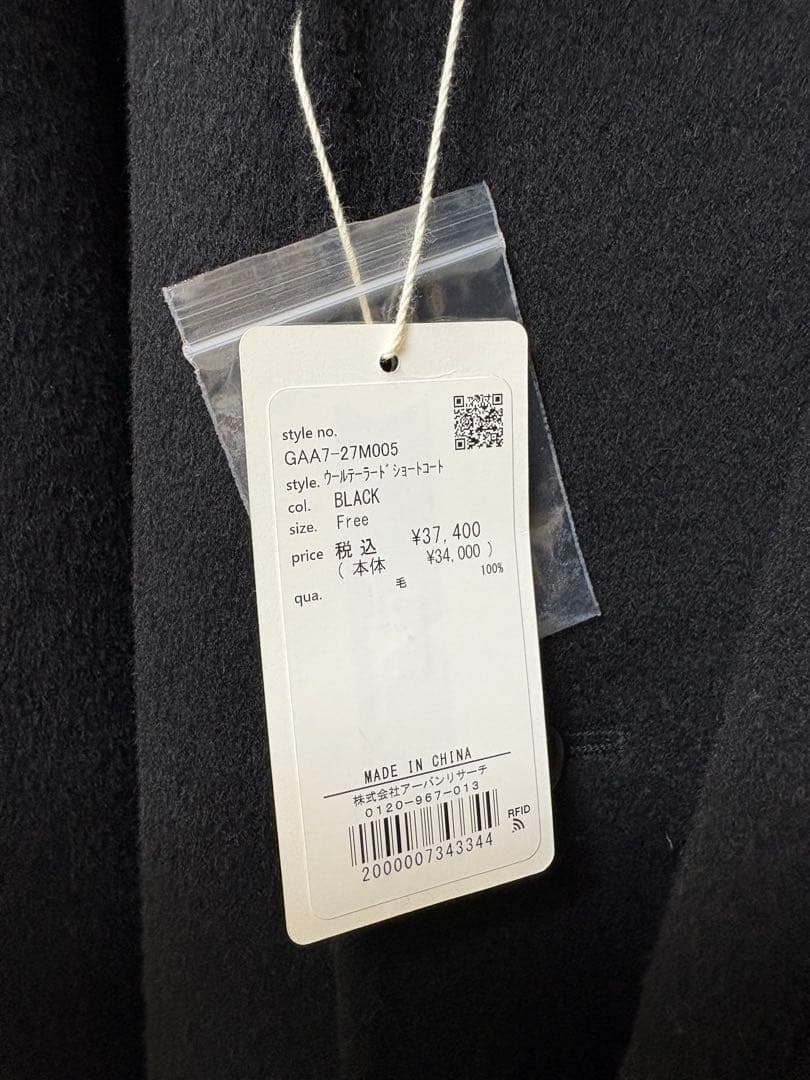 style no.
GAA7-27M005
style. ｳｰﾙﾃｰﾗｰﾄﾞｼｮｰﾄｺｰﾄ
col. BLACK
size. Free
price 税込 ¥37,400
(本体 ¥34,000)
qua. 毛 100%
MADE IN CHINA
株式会社アーバンリサーチ
0120-967-013
RFID
2000007343344